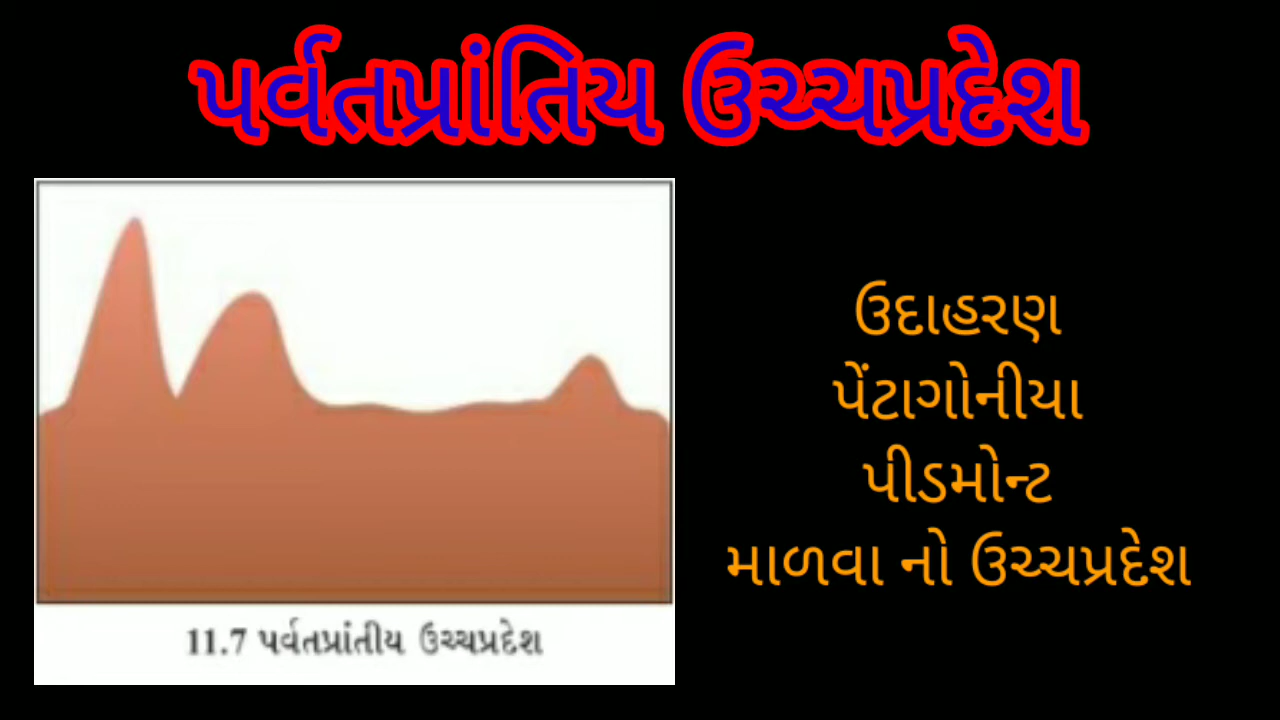 પર્વતપ્રાંતિય ઉચ્ચપ્રદેશ
11.7 પર્વતપ્રાંતીય ઉચ્ચપ્રદેશ
ઉદાહરણ
પેંટાગોનીયા
પીડમોન્ટ
માળવા નો ઉચ્ચપ્રદેશ